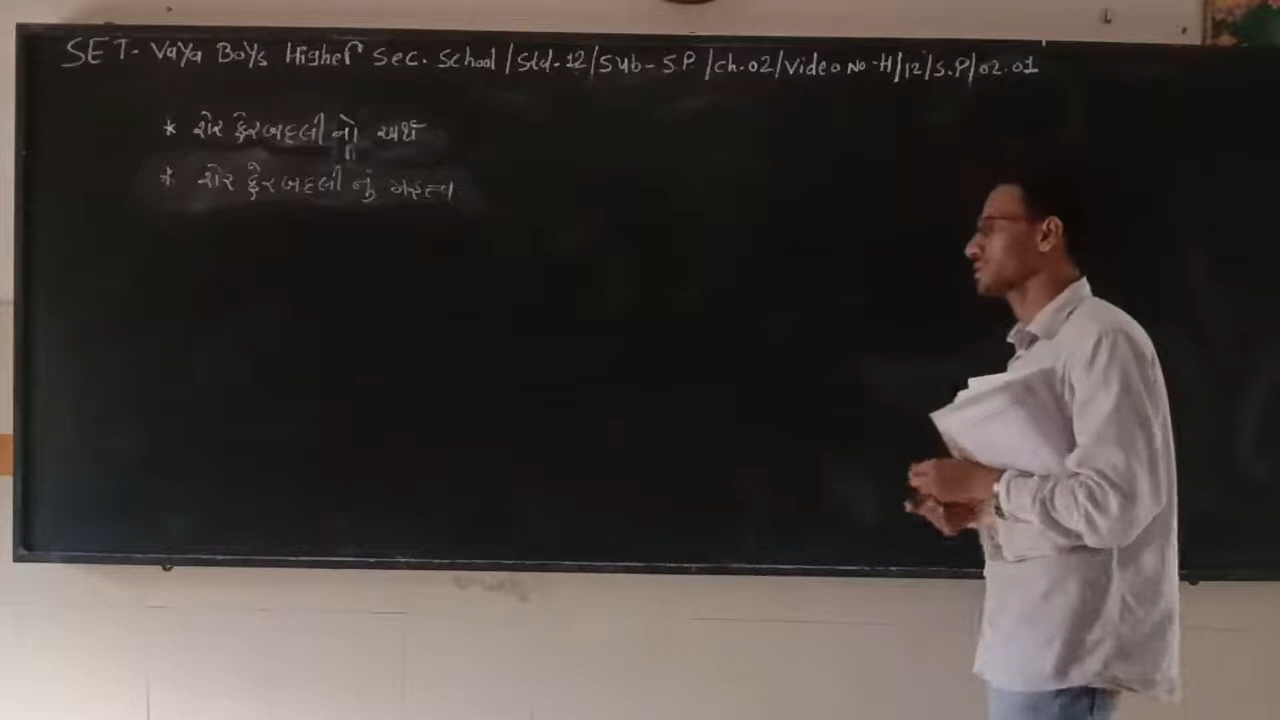 SET- Vaya Boys Higher Sec. School/Std-12/Sub-S.P/ch.02/Video No-H/12/S.P/02.01
* શેર ફેરબદલી નો અર્થ
* શેર ફેરબદલી નું મહત્વ